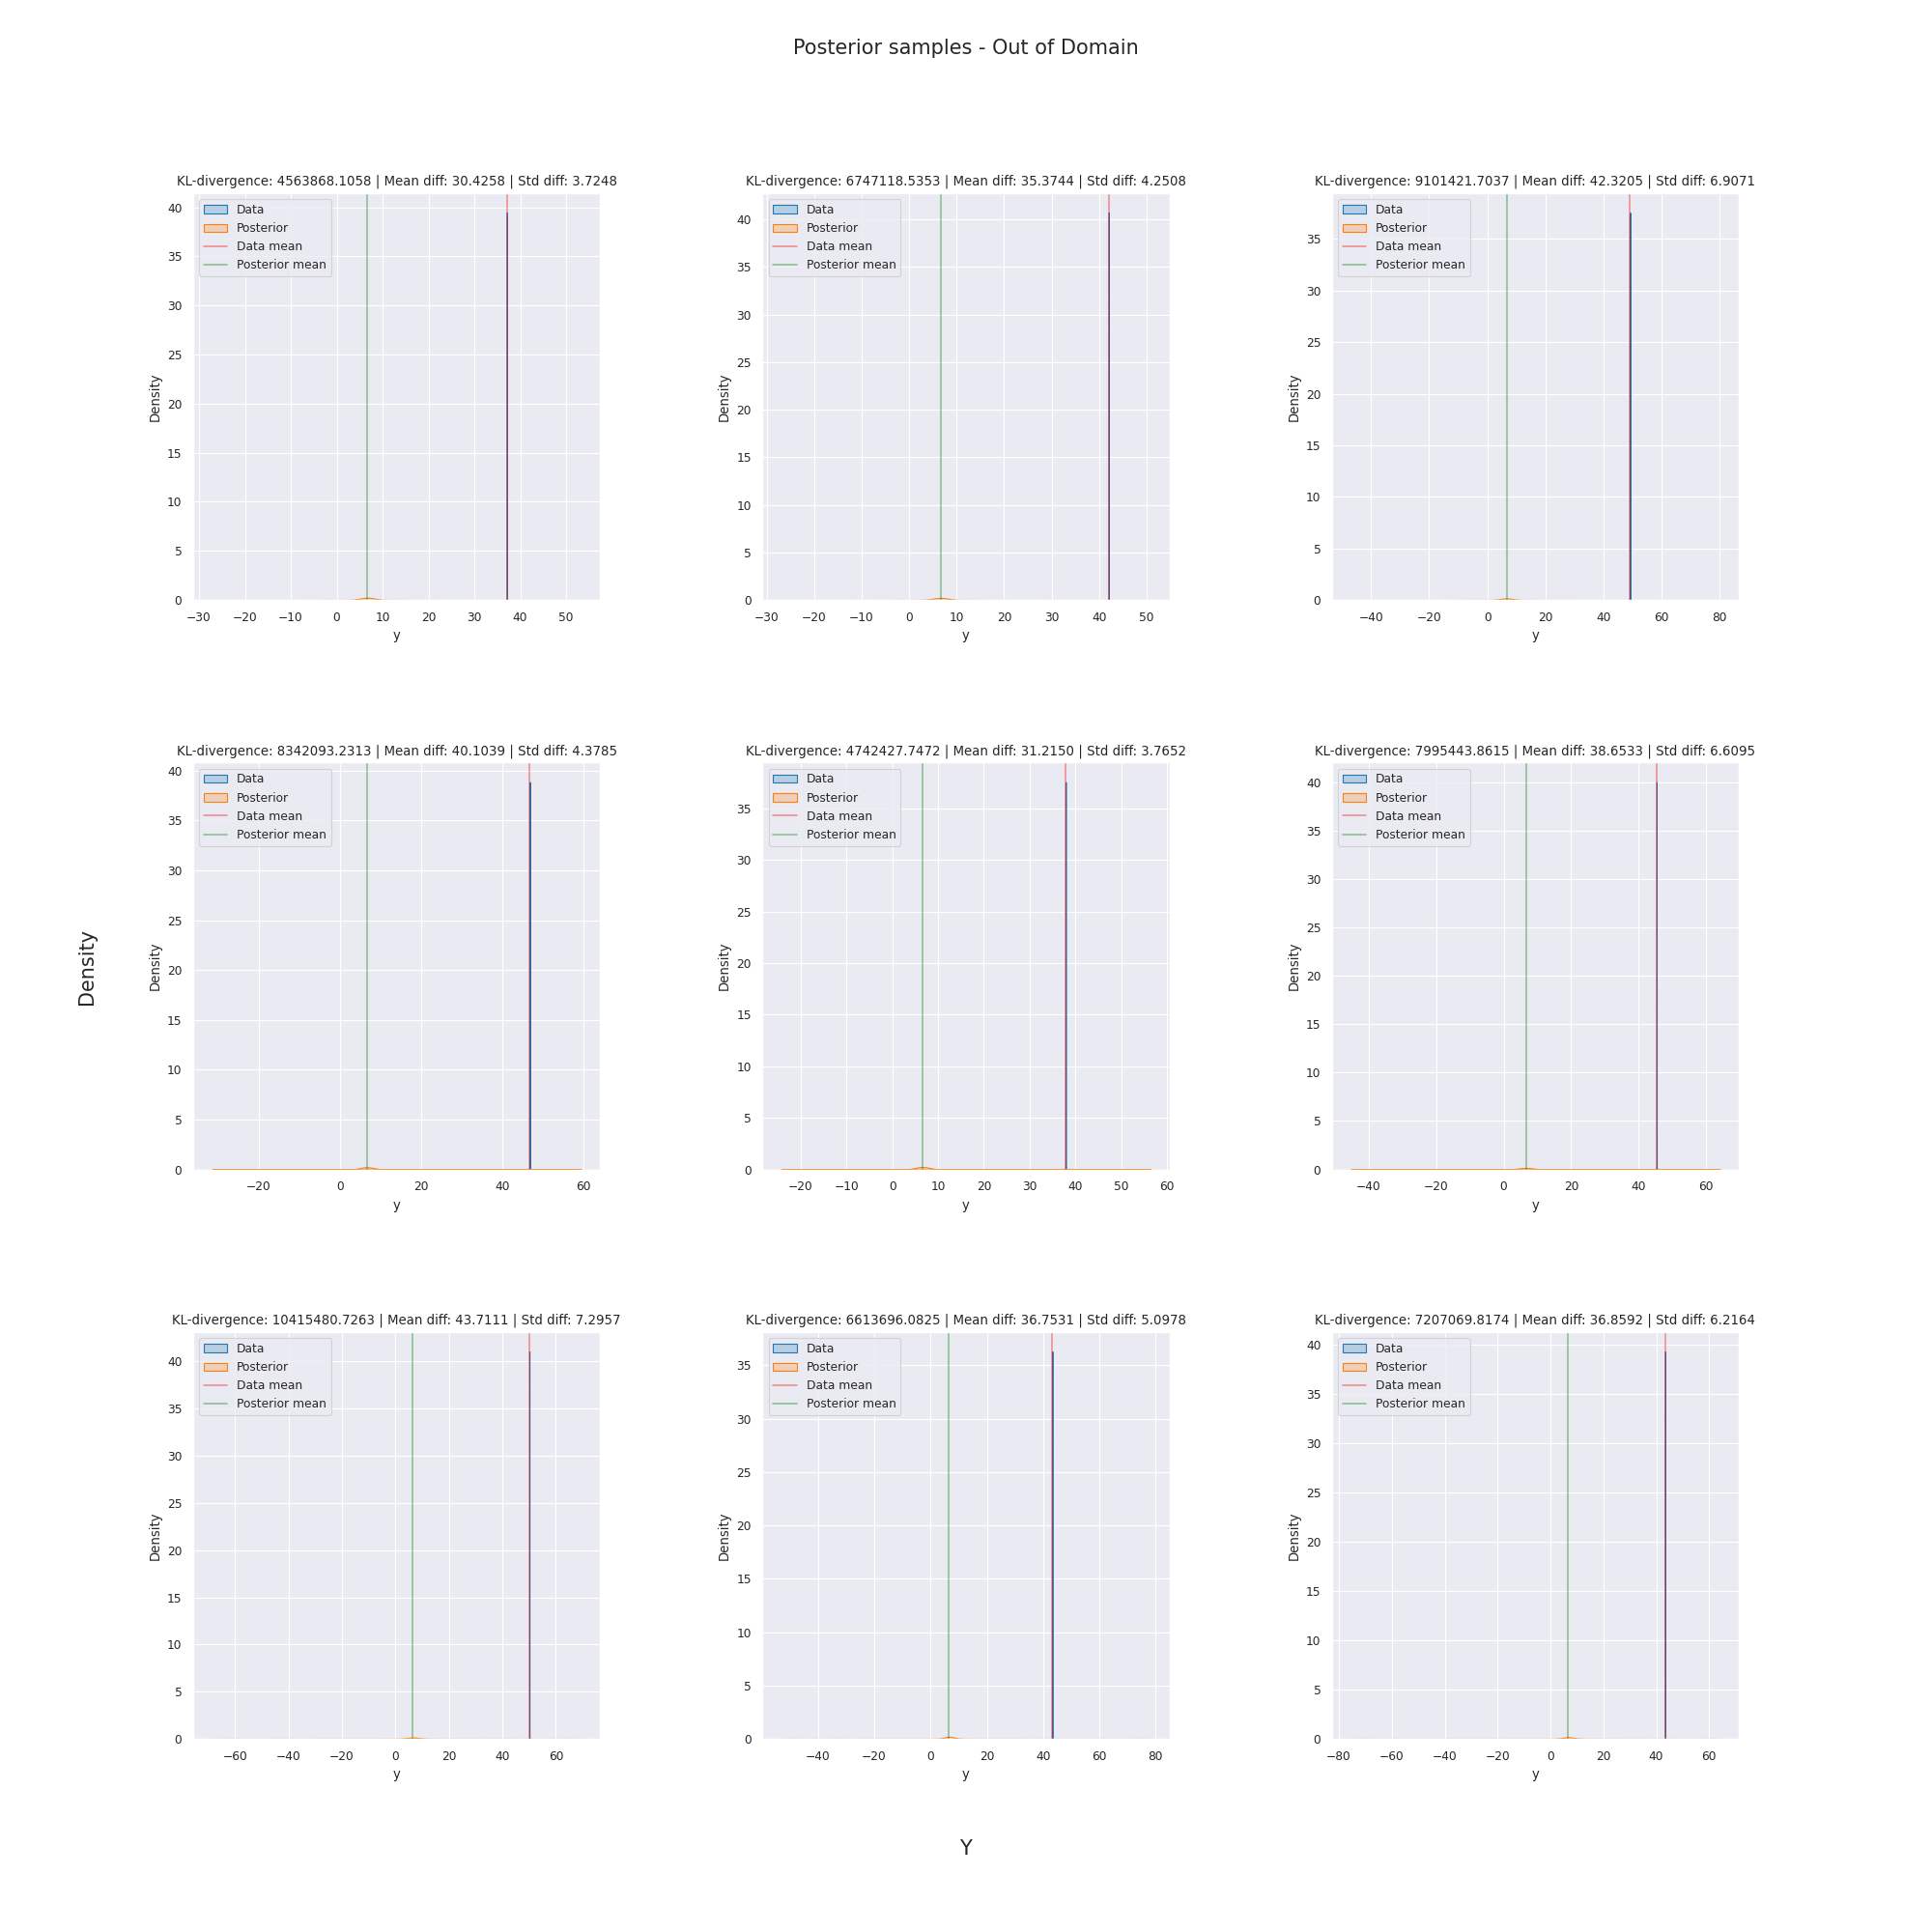 Posterior samples - Out of Domain
KL-divergence: 4563868.1058 | Mean diff: 30.4258 | Std diff: 3.7248
40
35
30
25
20
15
10
5
0
Density
Data
Posterior
Data mean
Posterior mean
−30 −20 −10 0 10 20 30 40 50
y
KL-divergence: 6747118.5353 | Mean diff: 35.3744 | Std diff: 4.2508
40
35
30
25
20
15
10
5
0
Density
Data
Posterior
Data mean
Posterior mean
−30 −20 −10 0 10 20 30 40 50
y
KL-divergence: 9101421.7037 | Mean diff: 42.3205 | Std diff: 6.9071
35
30
25
20
15
10
5
0
Density
Data
Posterior
Data mean
Posterior mean
−40 −20 0 20 40 60 80
y
Density
KL-divergence: 8342093.2313 | Mean diff: 40.1039 | Std diff: 4.3785
40
35
30
25
20
15
10
5
0
Density
Data
Posterior
Data mean
Posterior mean
−20 0 20 40 60
y
KL-divergence: 4742427.7472 | Mean diff: 31.2150 | Std diff: 3.7652
35
30
25
20
15
10
5
0
Density
Data
Posterior
Data mean
Posterior mean
−20 −10 0 10 20 30 40 50 60
y
KL-divergence: 7995443.8615 | Mean diff: 38.6533 | Std diff: 6.6095
40
35
30
25
20
15
10
5
0
Density
Data
Posterior
Data mean
Posterior mean
−40 −20 0 20 40 60
y
KL-divergence: 10415480.7263 | Mean diff: 43.7111 | Std diff: 7.2957
40
35
30
25
20
15
10
5
0
Density
Data
Posterior
Data mean
Posterior mean
−60 −40 −20 0 20 40 60
y
KL-divergence: 6613696.0825 | Mean diff: 36.7531 | Std diff: 5.0978
35
30
25
20
15
10
5
0
Density
Data
Posterior
Data mean
Posterior mean
−40 −20 0 20 40 60 80
y
KL-divergence: 7207069.8174 | Mean diff: 36.8592 | Std diff: 6.2164
40
35
30
25
20
15
10
5
0
Density
Data
Posterior
Data mean
Posterior mean
−80 −60 −40 −20 0 20 40 60
y
Y